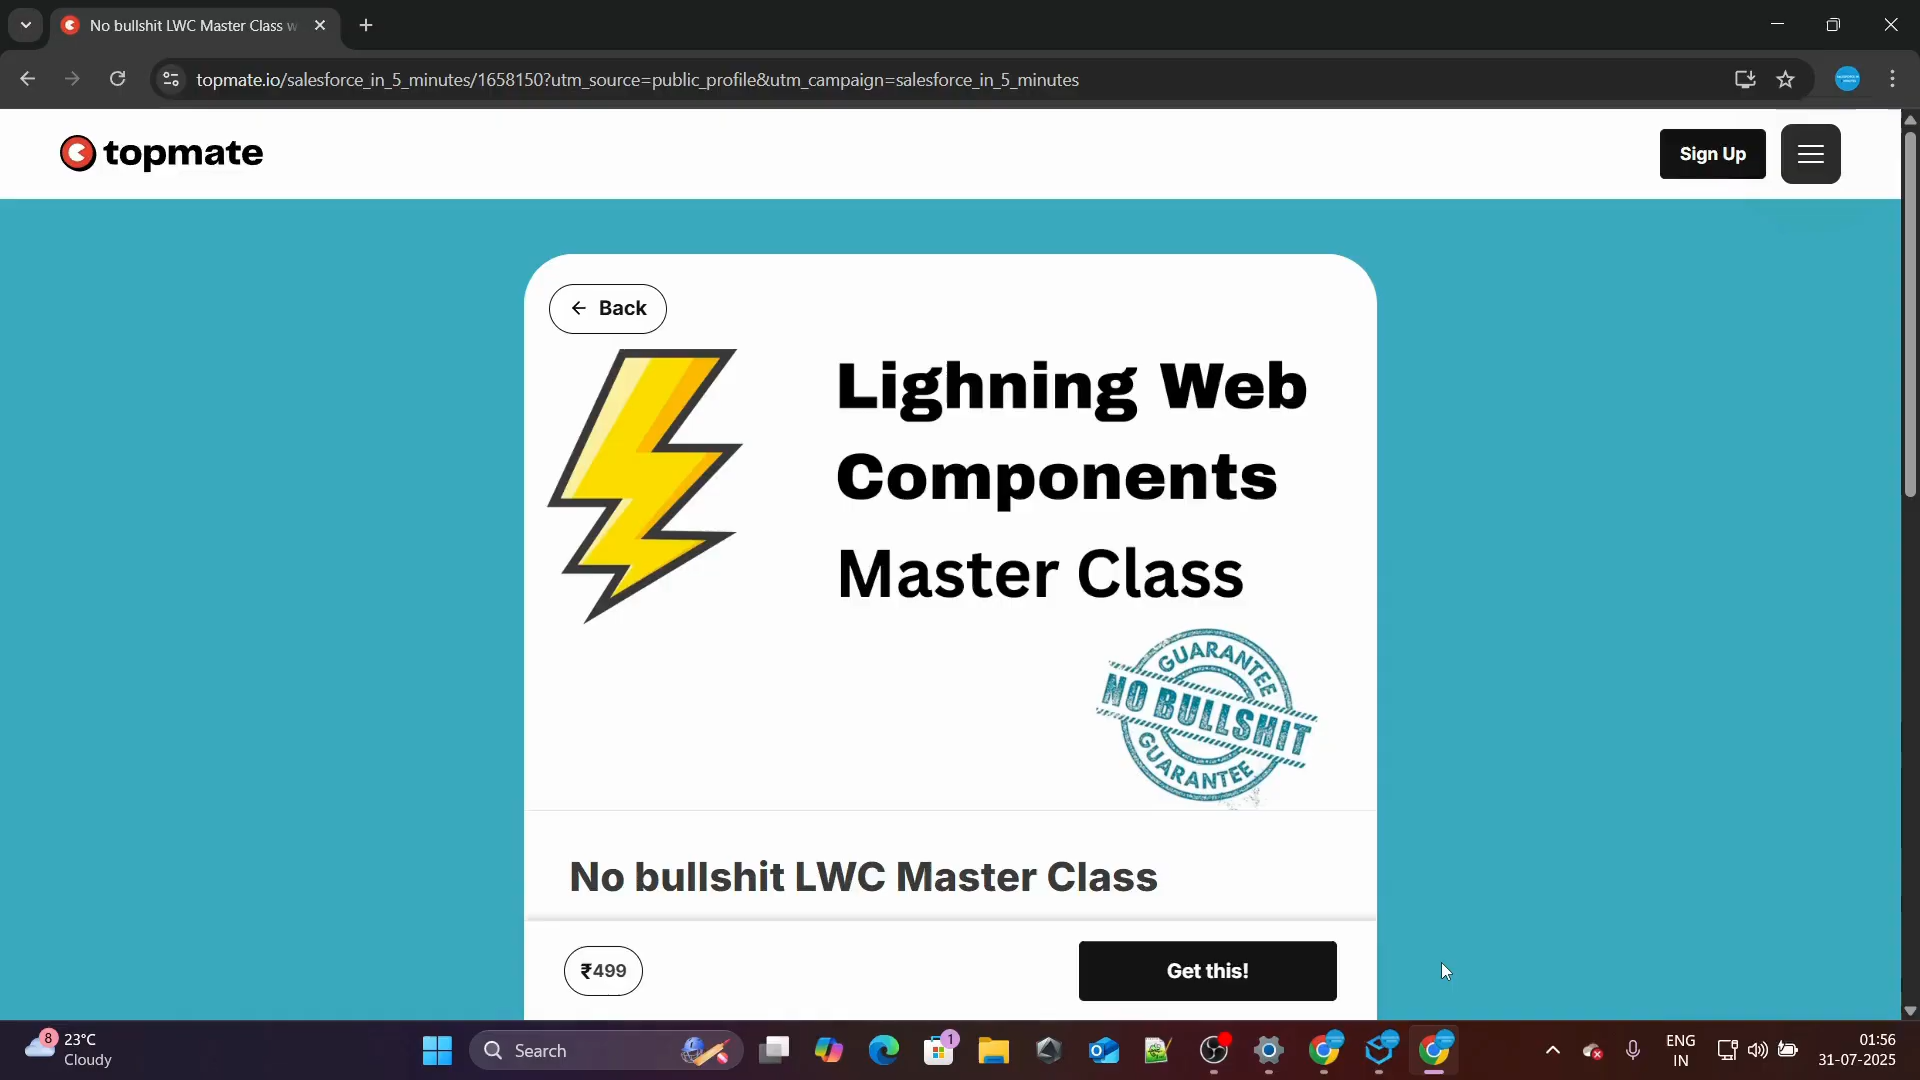 No bullshit LWC Master Class w
topmate.io/salesforce_in_5_minutes/1658150?utm_source=public_profile&utm_campaign=salesforce_in_5_minutes
topmate
Sign Up
Back
Lighning Web
Components
Master Class
GUARANTEE
NO BULLSHIT
GUARANTEE
No bullshit LWC Master Class
₹499
Get this!
8
23°C
Cloudy
Search
1
ENG
IN
01:56
31-07-2025